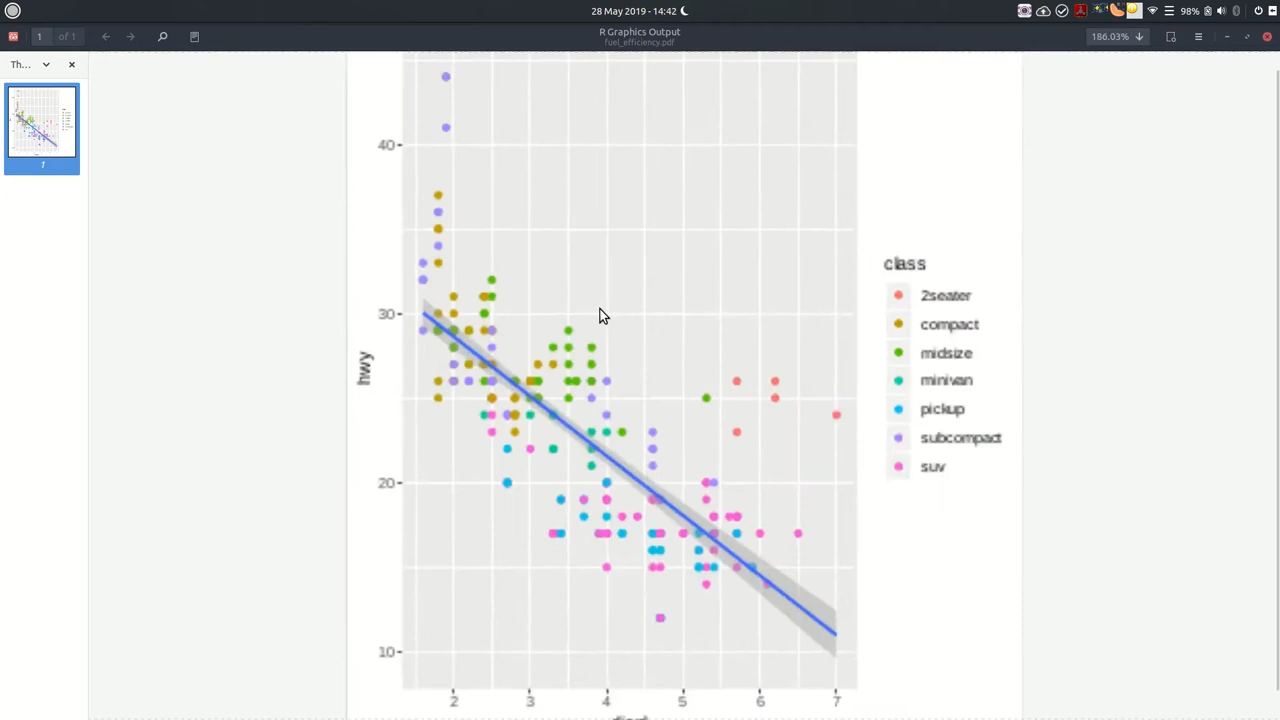 28 May 2019 - 14:42
98%
1 of 1
R Graphics Output
fuel_efficiency.pdf
186.03%
Th...
1
40
30
20
10
hwy
2 3 4 5 6 7
class
2seater
compact
midsize
minivan
pickup
subcompact
suv